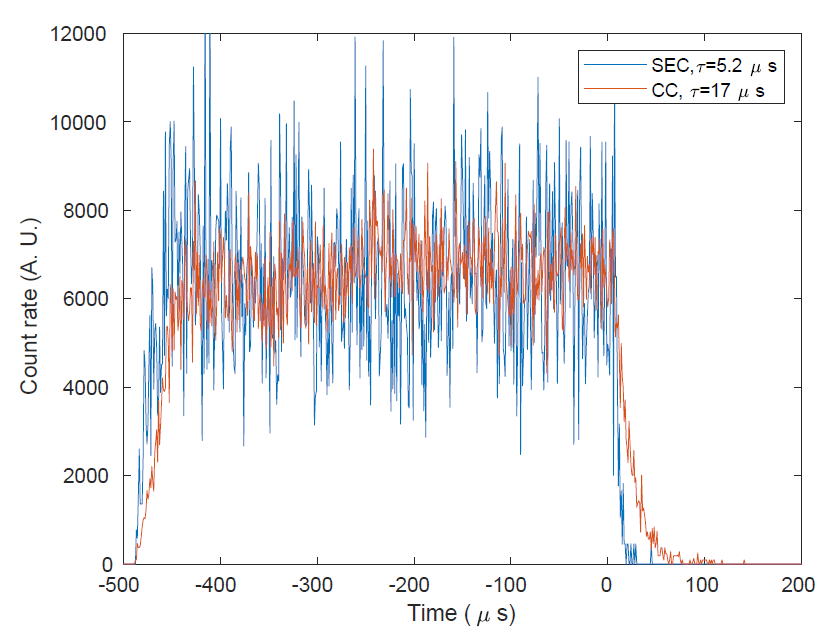 12000
10000
8000
6000
4000
2000
0
Count rate (A. U.)
SEC,τ=5.2 μ s
CC, τ=17 μ s
-500 -400 -300 -200 -100 0 100 200
Time ( μ s)